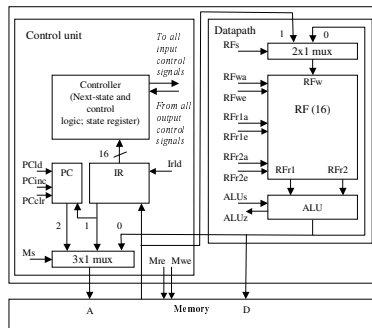 Control unit
To all
input
control
signals
Controller
(Next-state and
control
logic; state register)
From all
output
control
signals
16
PCld
PCinc
PCclr
PC
IR
Irld
2
1
0
Ms
3x1 mux
Mre
Mwe
Datapath
1
0
RFs
2x1 mux
RFwa
RFwe
RFw
RF (16)
RFr1a
RFr1e
RFr2a
RFr2e
RFr1
RFr2
ALUs
ALUz
ALU
A
Memory
D